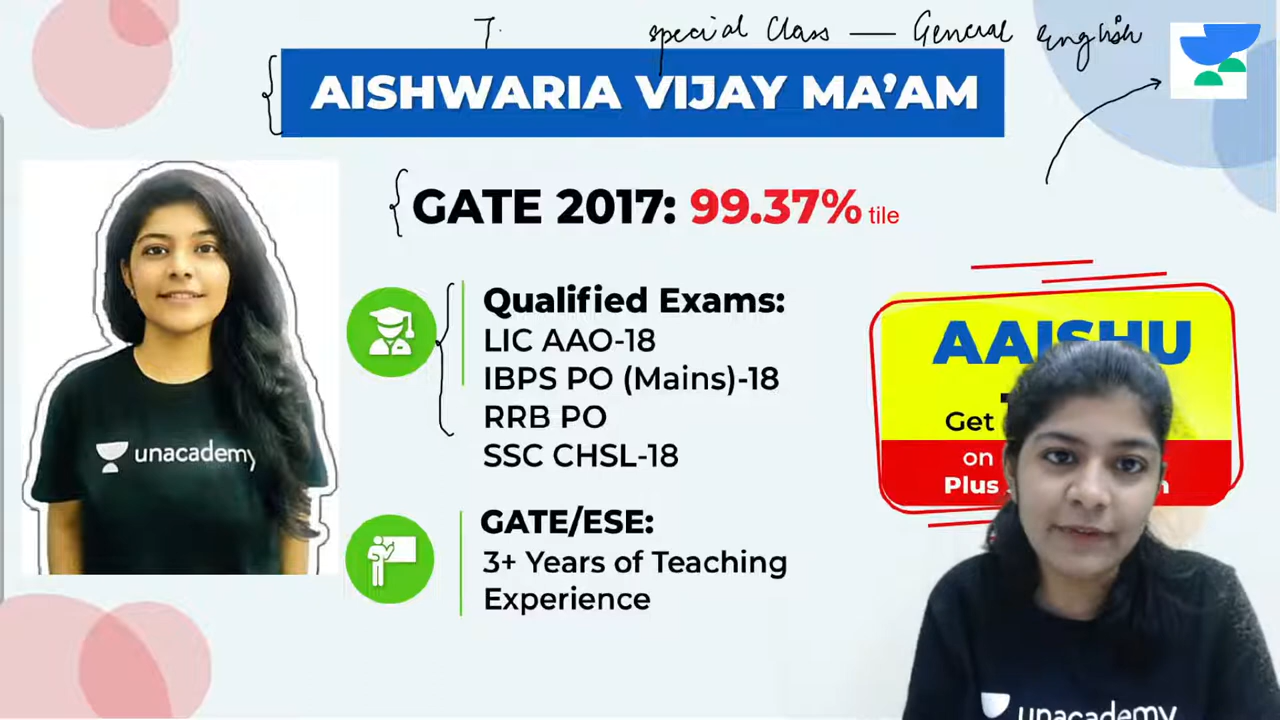 T special Class — General English
AISHWARIA VIJAY MA'AM
GATE 2017: 99.37% tile
Qualified Exams:
LIC AAO-18
IBPS PO (Mains)-18
RRB PO
SSC CHSL-18
GATE/ESE:
3+ Years of Teaching
Experience
unacademy
AAISHU
Get
on
Plus
unacademy